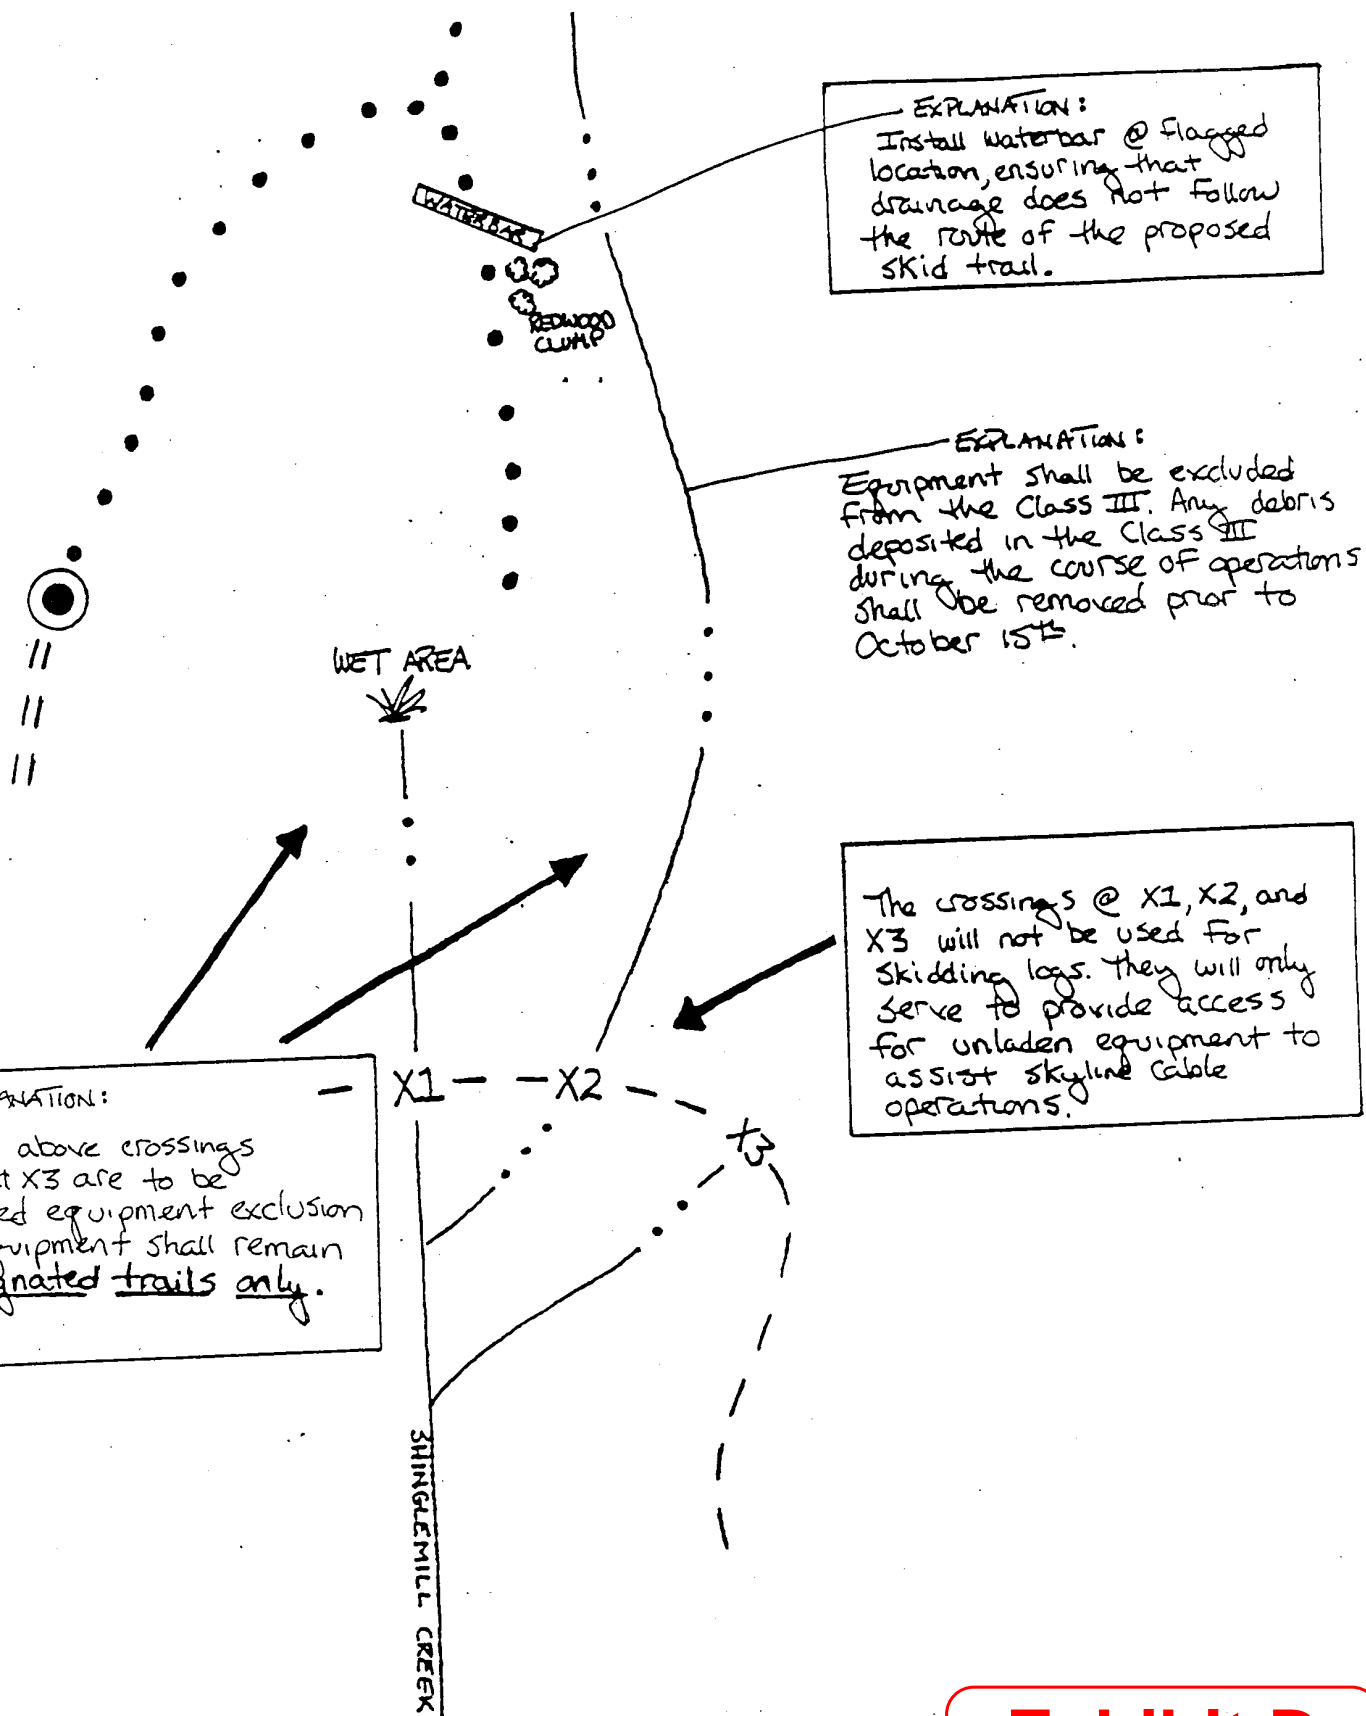 EXPLANATION:
Install Waterbar @ flagged
location, ensuring that
drainage does not follow
the route of the proposed
skid trail.
WATERBAR
REDWOOD
CLUMP
EXPLANATION:
Equipment shall be excluded
from the Class III. Any debris
deposited in the Class III
during the course of operations
shall be removed prior to
October 15th.
WET AREA
The crossings @ X1, X2, and
X3 will not be used for
skidding logs. They will only
serve to provide access
for unladen equipment to
assist skyline cable
operations.
X1
X2
X3
ANATION:
above crossings
X3 are to be
equipment exclusion
shall remain
trails only.
SHINGLEMILL CREEK